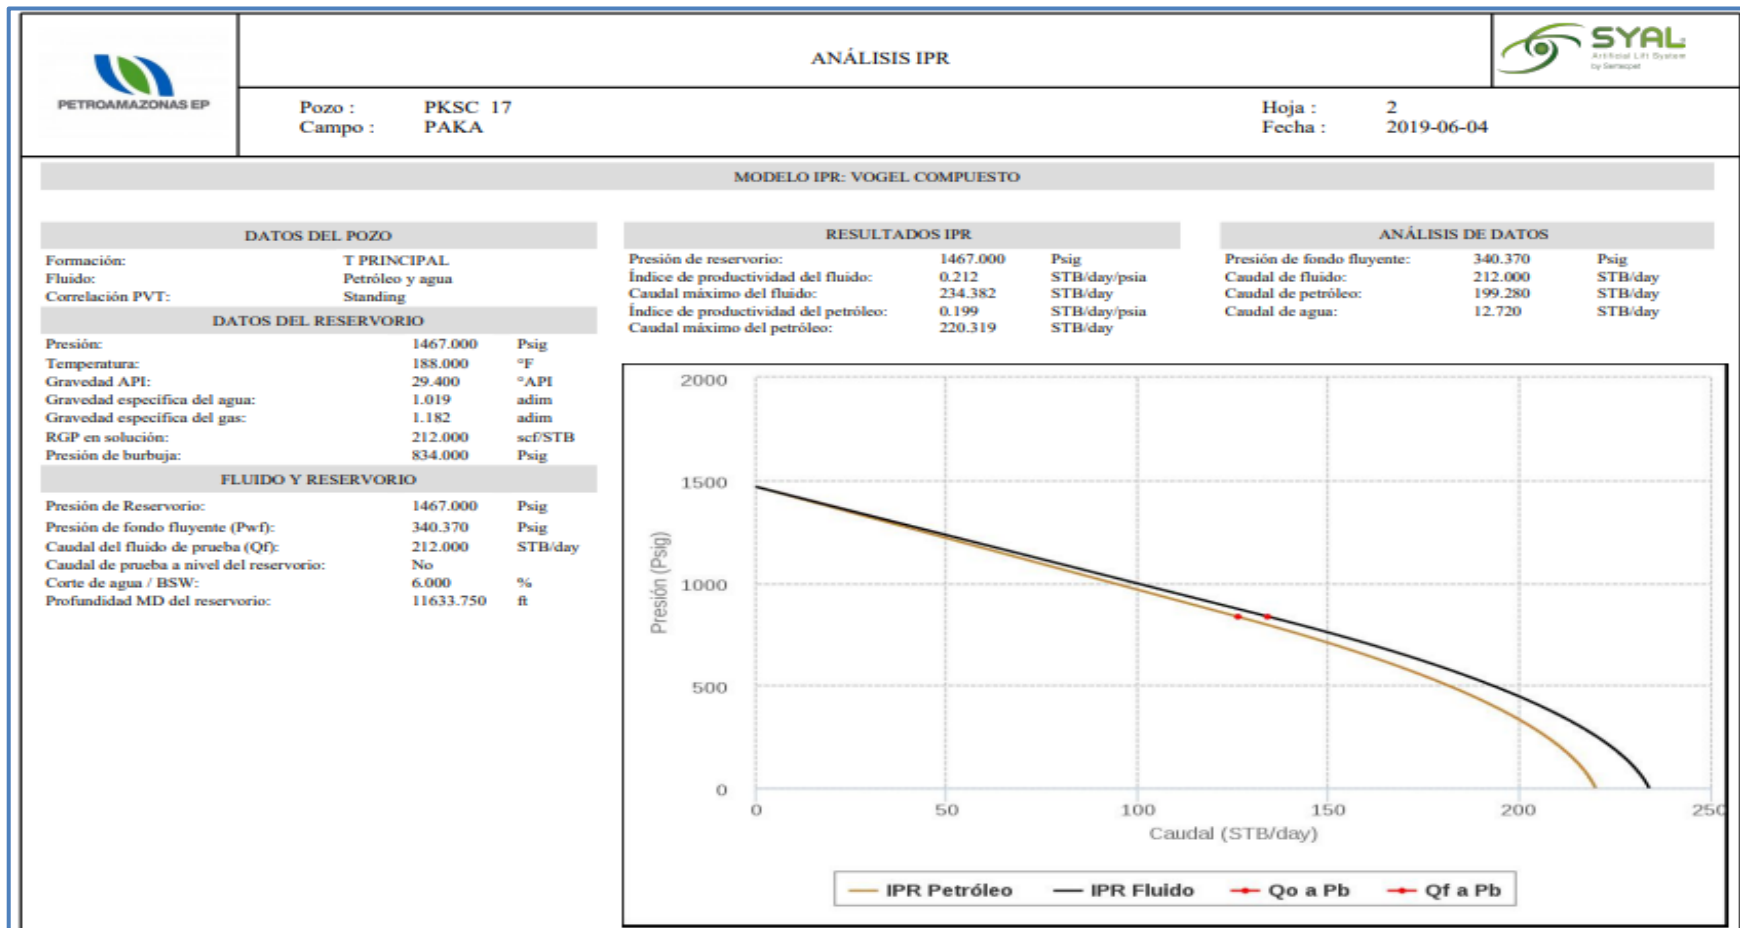 PETROAMAZONAS EP
ANÁLISIS IPR
SYAL
Artificial Lift System
by Sertecpet
Pozo : PKSC 17
Campo : PAKA
Hoja : 2
Fecha : 2019-06-04
MODELO IPR: VOGEL COMPUESTO
DATOS DEL POZO
Formación: T PRINCIPAL
Fluido: Petróleo y agua
Correlación PVT: Standing
DATOS DEL RESERVORIO
Presión: 1467.000 Psig
Temperatura: 188.000 °F
Gravedad API: 29.400 °API
Gravedad específica del agua: 1.019 adim
Gravedad específica del gas: 1.182 adim
RGP en solución: 212.000 scf/STB
Presión de burbuja: 834.000 Psig
FLUIDO Y RESERVORIO
Presión de Reservorio: 1467.000 Psig
Presión de fondo fluyente (Pwf): 340.370 Psig
Caudal del fluido de prueba (Qf): 212.000 STB/day
Caudal de prueba a nivel del reservorio: No
Corte de agua / BSW: 6.000 %
Profundidad MD del reservorio: 11633.750 ft
RESULTADOS IPR
Presión de reservorio: 1467.000 Psig
Índice de productividad del fluido: 0.212 STB/day/psia
Caudal máximo del fluido: 234.382 STB/day
Índice de productividad del petróleo: 0.199 STB/day/psia
Caudal máximo del petróleo: 220.319 STB/day
ANÁLISIS DE DATOS
Presión de fondo fluyente: 340.370 Psig
Caudal de fluido: 212.000 STB/day
Caudal de petróleo: 199.280 STB/day
Caudal de agua: 12.720 STB/day
2000
1500
1000
500
0
Presión (Psig)
0 50 100 150 200 250
Caudal (STB/day)
IPR Petróleo IPR Fluido Qo a Pb Qf a Pb